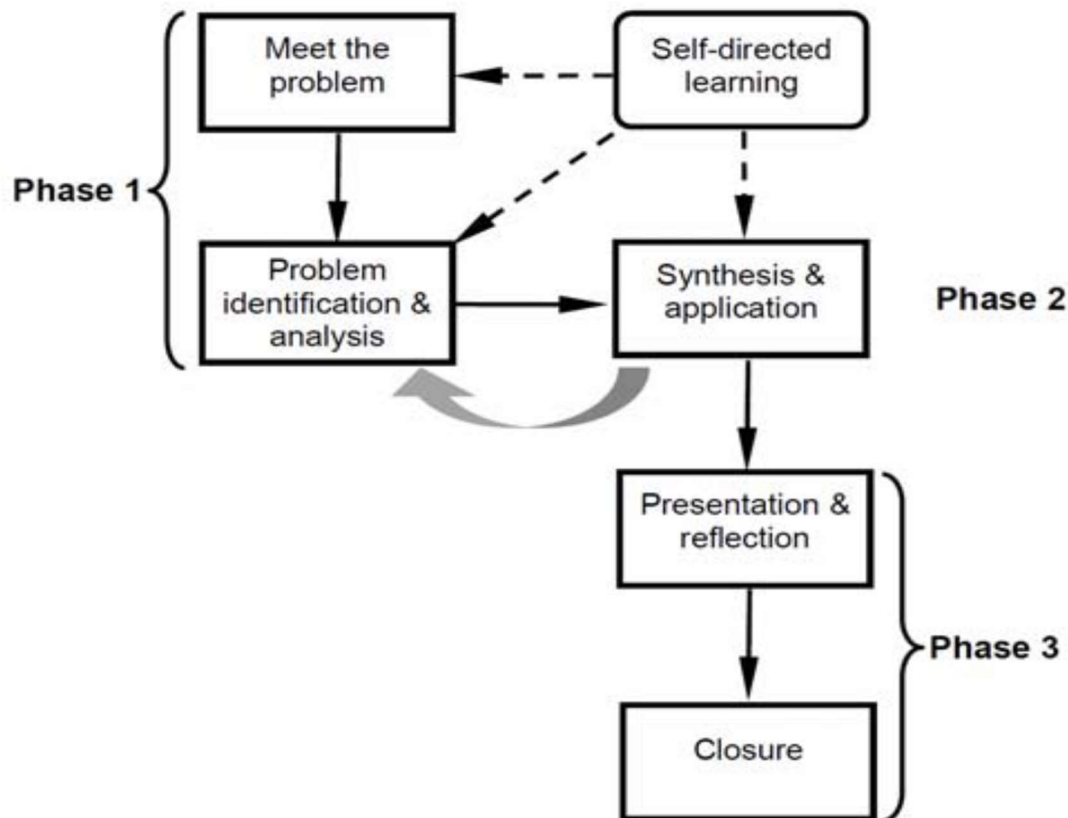 Meet the
problem
Self-directed
learning
Phase 1
Problem
identification &
analysis
Synthesis &
application
Phase 2
Presentation &
reflection
Phase 3
Closure